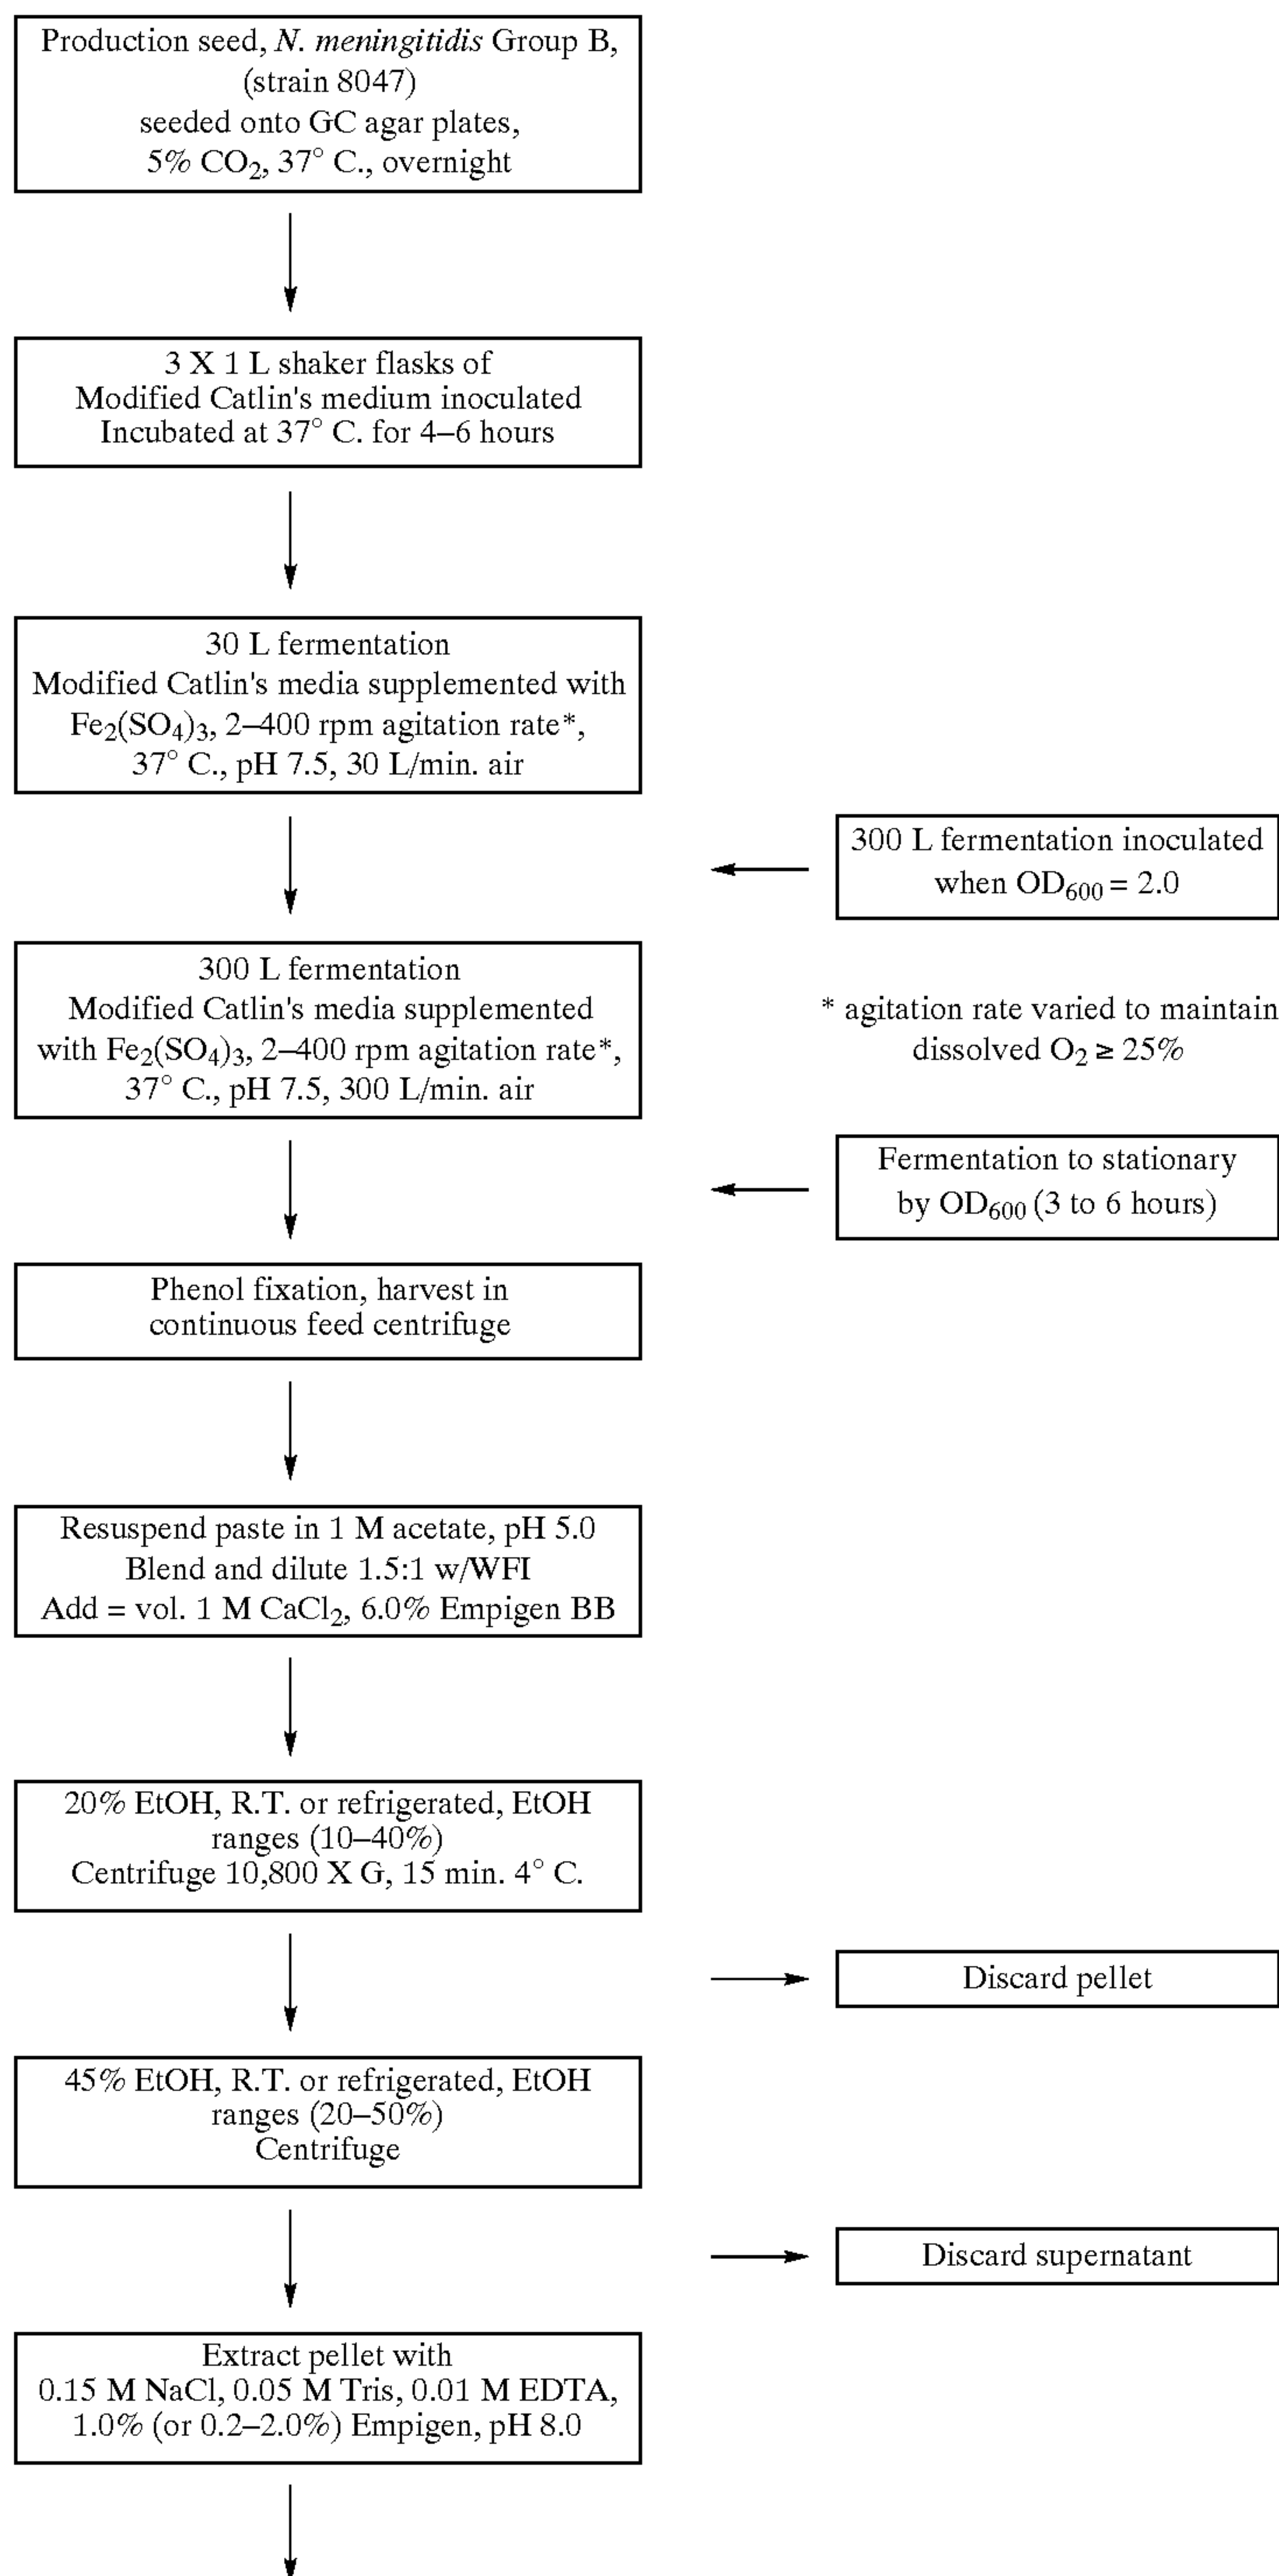 Production seed, N. meningitidis Group B,
(strain 8047)
seeded onto GC agar plates,
5% CO₂, 37° C., overnight
3 X 1 L shaker flasks of
Modified Catlin's medium inoculated
Incubated at 37° C. for 4–6 hours
30 L fermentation
Modified Catlin's media supplemented with
Fe₂(SO₄)₃, 2–400 rpm agitation rate*,
37° C., pH 7.5, 30 L/min. air
300 L fermentation inoculated
when OD₆₀₀ = 2.0
300 L fermentation
Modified Catlin's media supplemented
with Fe₂(SO₄)₃, 2–400 rpm agitation rate*,
37° C., pH 7.5, 300 L/min. air
* agitation rate varied to maintain
dissolved O₂ ≥ 25%
Fermentation to stationary
by OD₆₀₀ (3 to 6 hours)
Phenol fixation, harvest in
continuous feed centrifuge
Resuspend paste in 1 M acetate, pH 5.0
Blend and dilute 1.5:1 w/WFI
Add = vol. 1 M CaCl₂, 6.0% Empigen BB
20% EtOH, R.T. or refrigerated, EtOH
ranges (10–40%)
Centrifuge 10,800 X G, 15 min. 4° C.
Discard pellet
45% EtOH, R.T. or refrigerated, EtOH
ranges (20–50%)
Centrifuge
Discard supernatant
Extract pellet with
0.15 M NaCl, 0.05 M Tris, 0.01 M EDTA,
1.0% (or 0.2–2.0%) Empigen, pH 8.0